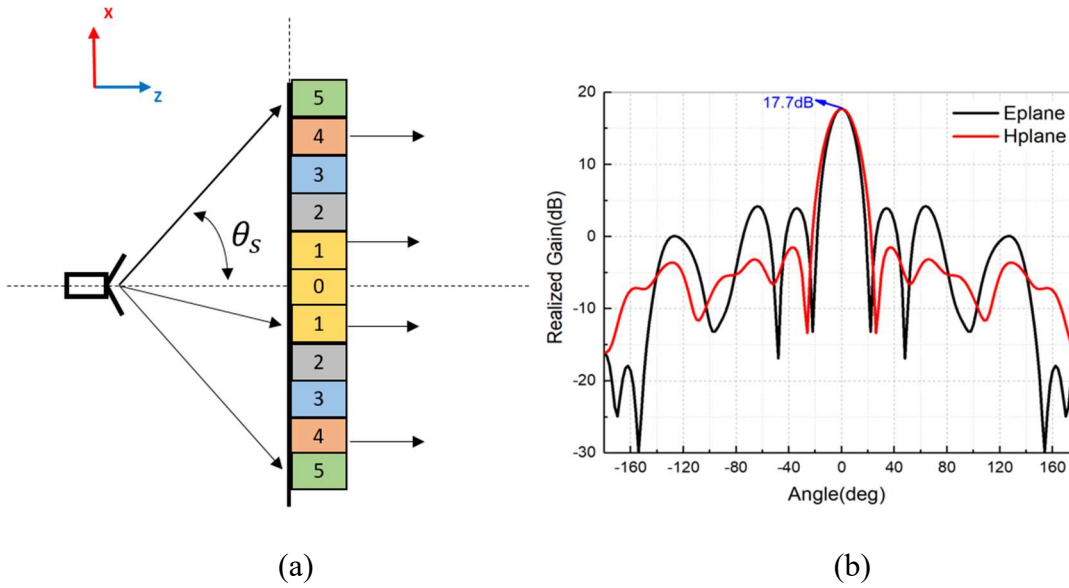 X
Z
θs
5
4
3
2
1
0
1
2
3
4
5
(a)
17.7dB
Eplane
Hplane
Realized Gain(dB)
20
10
0
-10
-20
-30
-160 -120 -80 -40 0 40 80 120 160
Angle(deg)
(b)